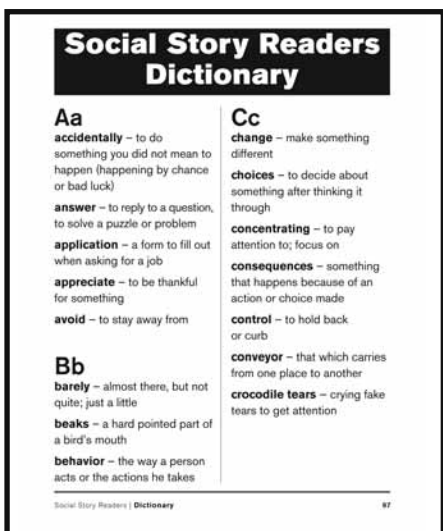 Social Story Readers
Dictionary
Aa
accidentally – to do
something you did not mean to
happen (happening by chance
or bad luck)
answer – to reply to a question,
to solve a puzzle or problem
application – a form to fill out
when asking for a job
appreciate – to be thankful
for something
avoid – to stay away from
Bb
barely – almost there, but not
quite; just a little
beaks – a hard pointed part of
a bird's mouth
behavior – the way a person
acts or the actions he takes
Cc
change – make something
different
choices – to decide about
something after thinking it
through
concentrating – to pay
attention to; focus on
consequences – something
that happens because of an
action or choice made
control – to hold back
or curb
conveyor – that which carries
from one place to another
crocodile tears – crying fake
tears to get attention
Social Story Readers | Dictionary
97